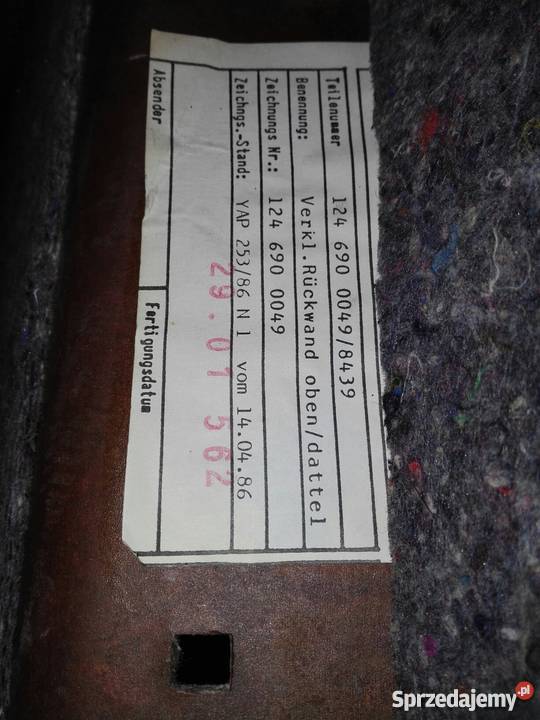 Teilenummer 124 690 0049/8439
Benennung: Verkl.Rückwand oben/dattel
Zeichnungs Nr.: 124 690 0049
Zeichngs.-Stand: YAP 253/86 N 1 vom 14.04.86
29.07 562
Absender Fertigungsdatum
Sprzedajemy.pl